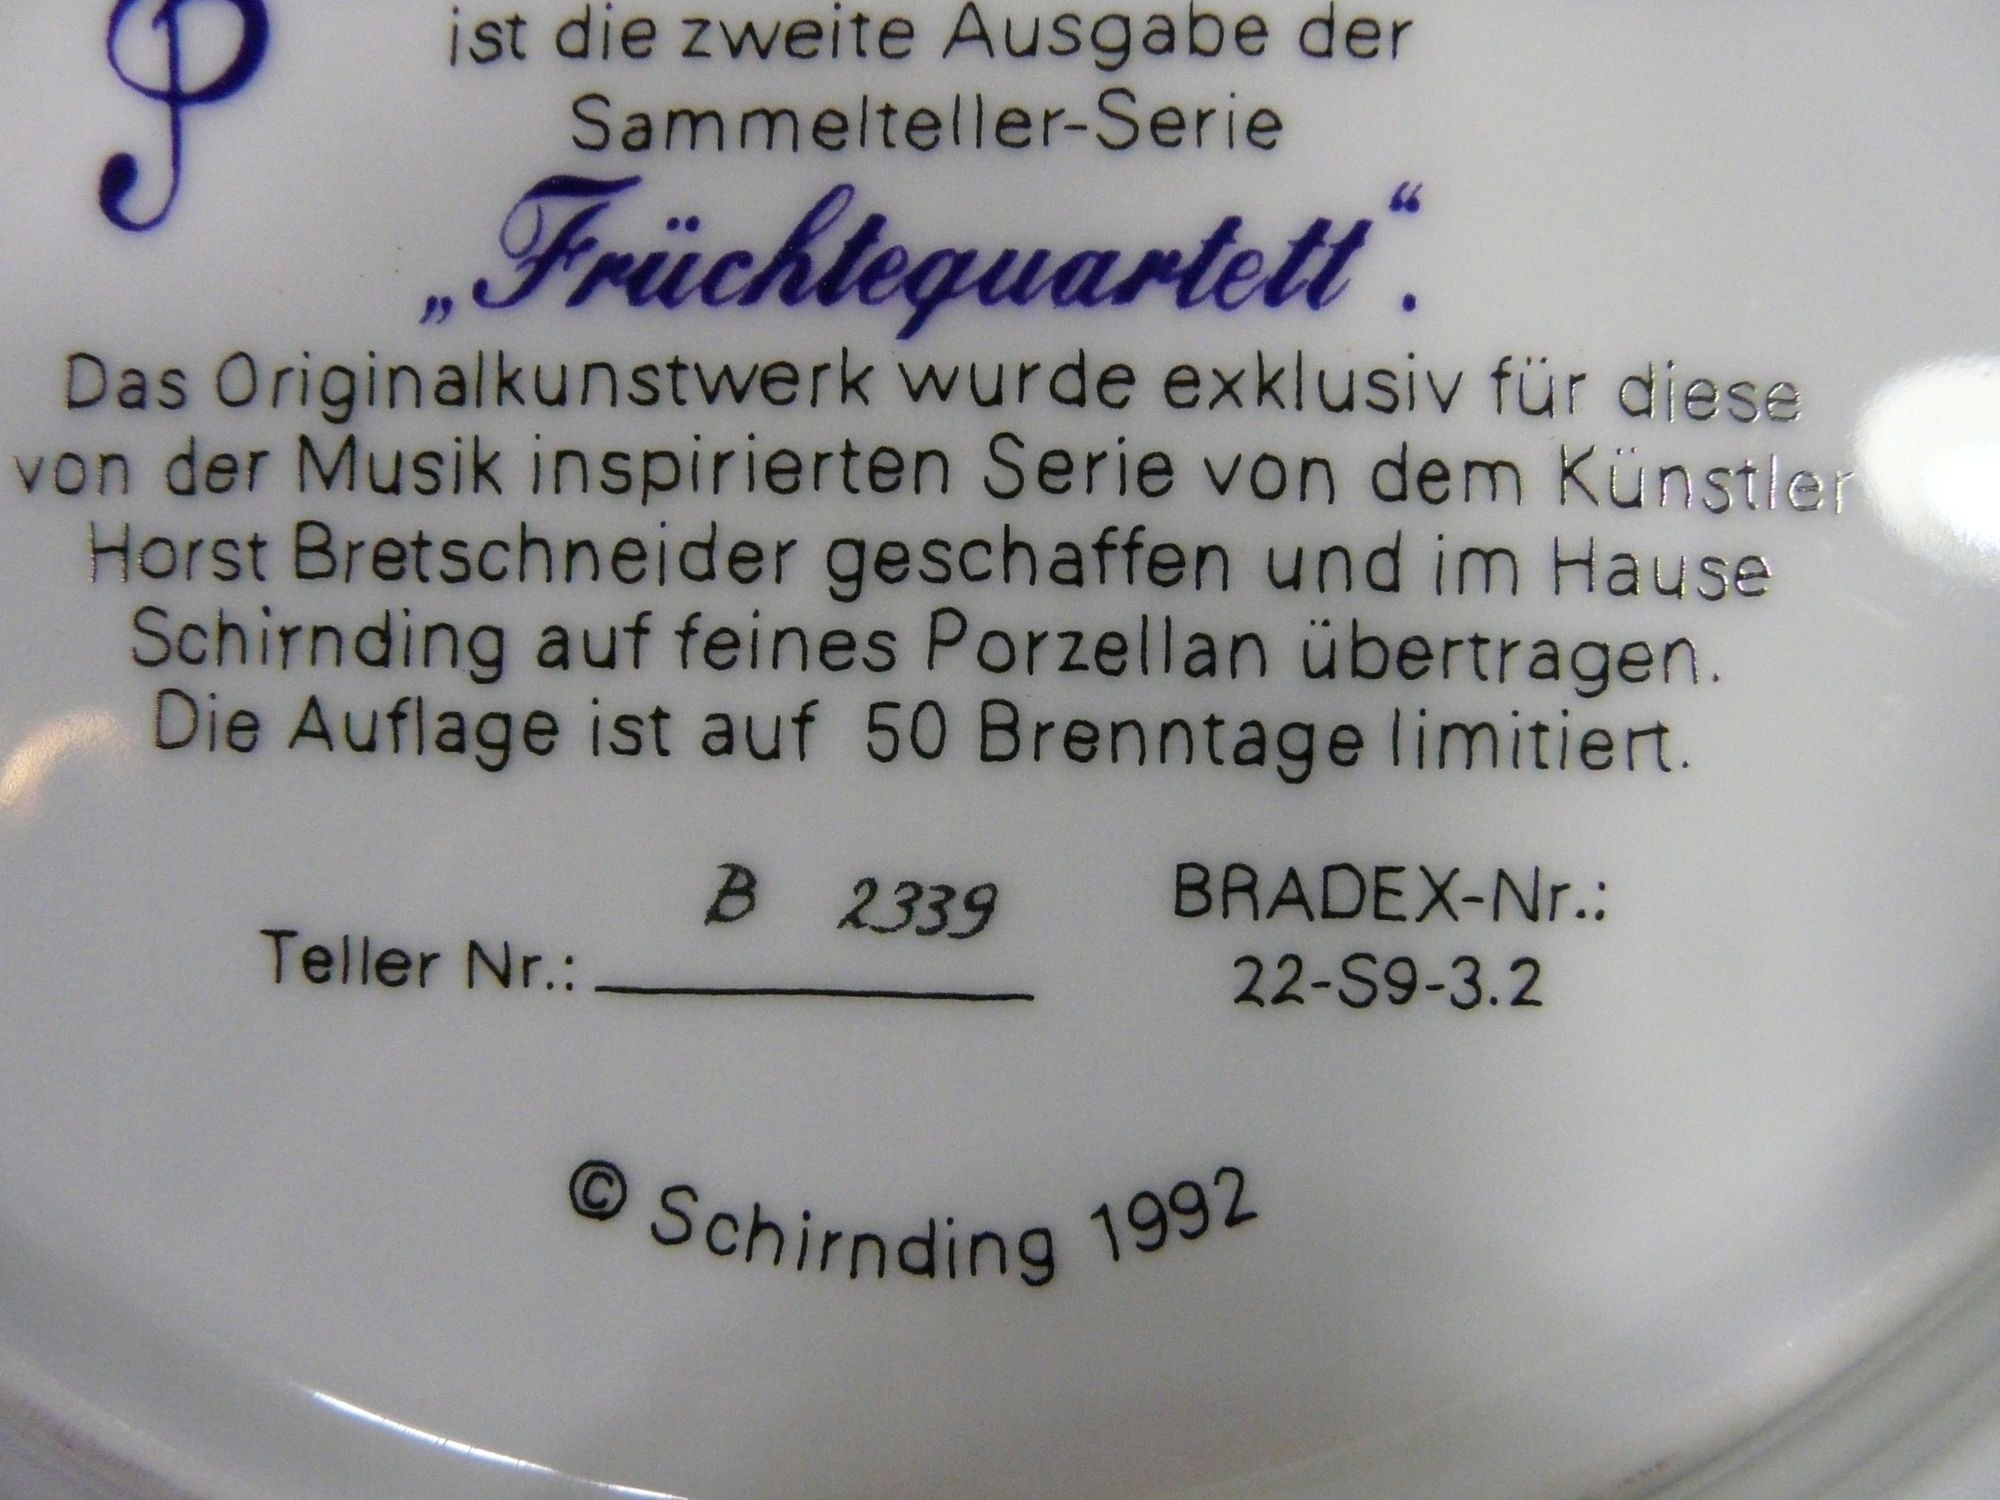 ist die zweite Ausgabe der
Sammelteller-Serie
„Früchtequartett“.
Das Originalkunstwerk wurde exklusiv für diese
von der Musik inspirierten Serie von dem Künstler
Horst Bretschneider geschaffen und im Hause
Schirnding auf feines Porzellan übertragen.
Die Auflage ist auf 50 Brenntage limitiert.
Teller Nr.: B 2339
BRADEX-Nr.:
22-S9-3.2
© Schirnding 1992